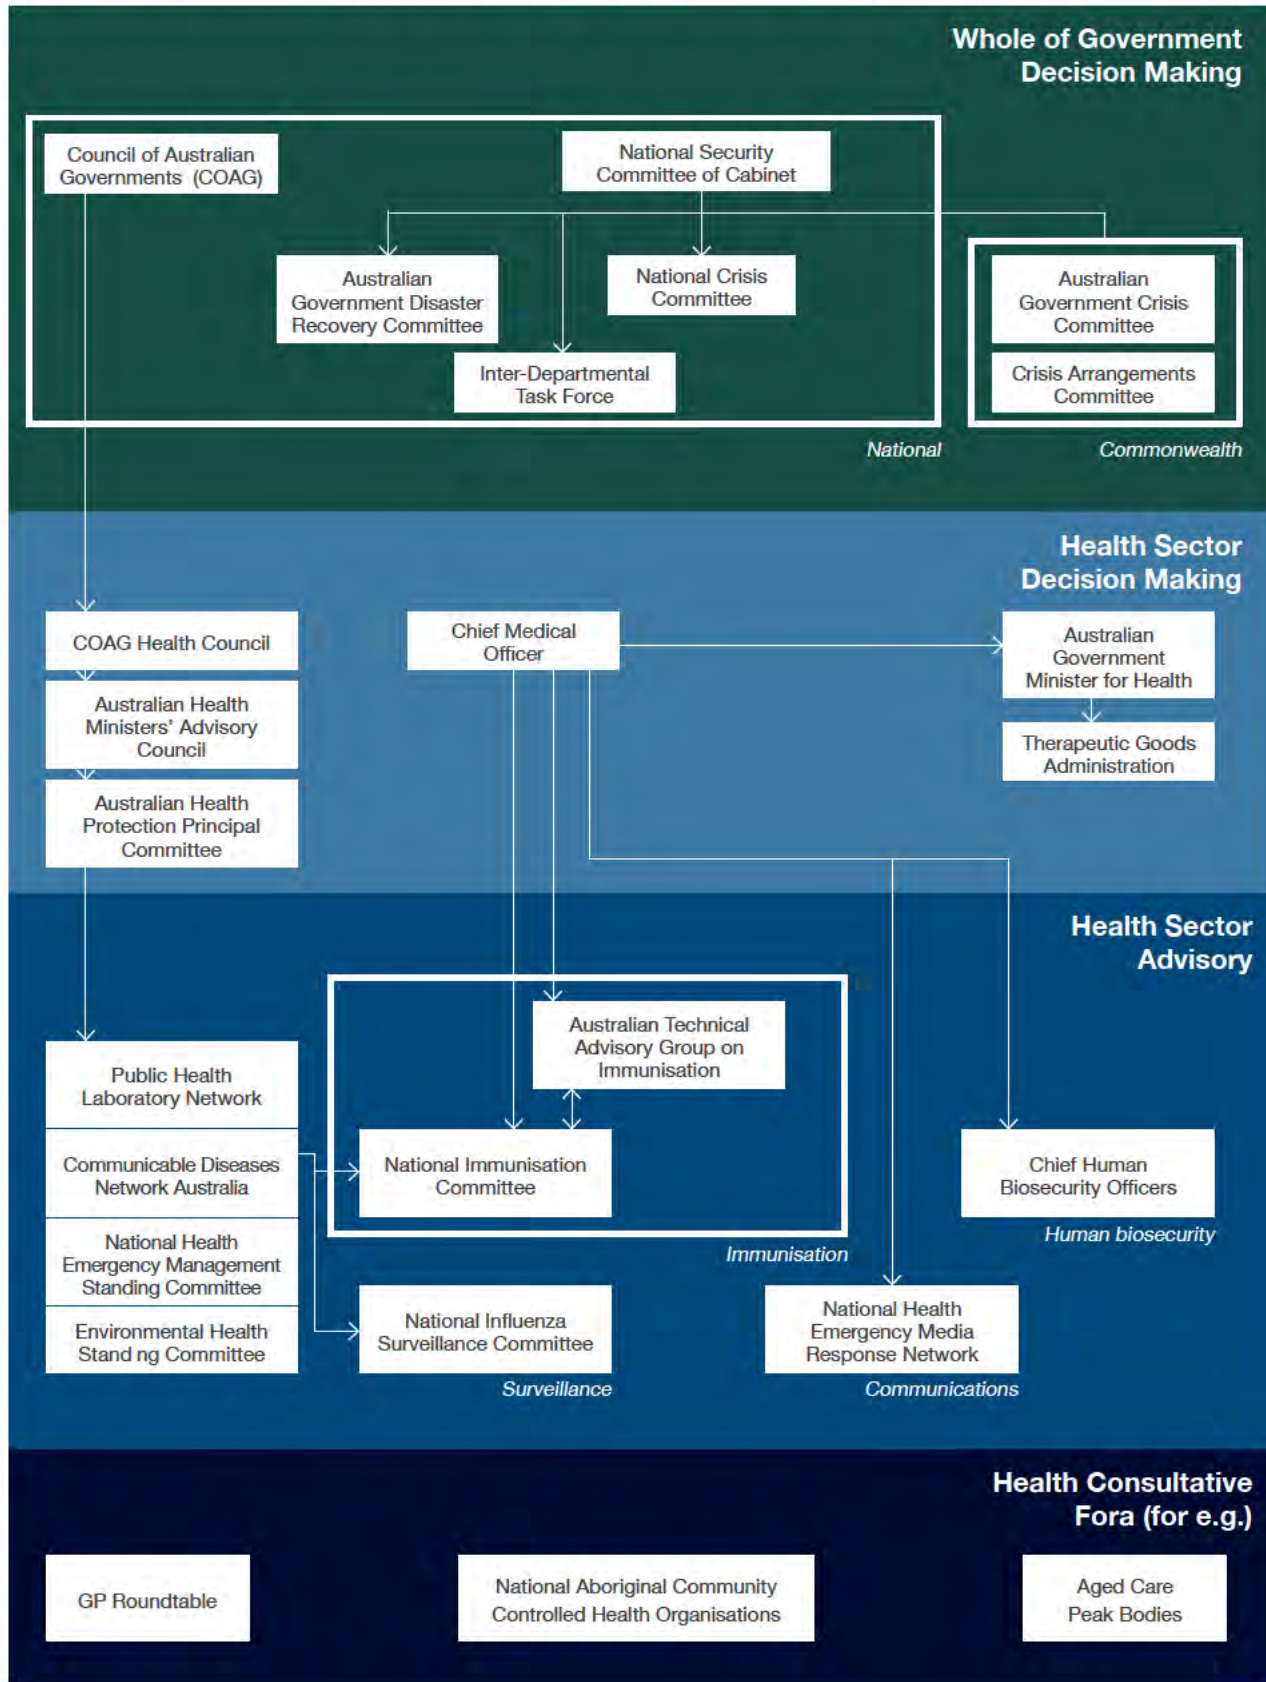 Whole of Government
Decision Making
Council of Australian
Governments (COAG)
National Security
Committee of Cabinet
Australian
Government Disaster
Recovery Committee
National Crisis
Committee
Inter-Departmental
Task Force
National
Australian
Government Crisis
Committee
Crisis Arrangements
Committee
Commonwealth
Health Sector
Decision Making
COAG Health Council
Australian Health
Ministers' Advisory
Council
Australian Health
Protection Principal
Committee
Chief Medical
Officer
Australian
Government
Minister for Health
Therapeutic Goods
Administration
Health Sector
Advisory
Public Health
Laboratory Network
Communicable Diseases
Network Australia
National Health
Emergency Management
Standing Committee
Environmental Health
Stand ng Committee
Australian Technical
Advisory Group on
Immunisation
National Immunisation
Committee
Immunisation
National Influenza
Surveillance Committee
Surveillance
Chief Human
Biosecurity Officers
Human biosecurity
National Health
Emergency Media
Response Network
Communications
Health Consultative
Fora (for e.g.)
GP Roundtable
National Aboriginal Community
Controlled Health Organisations
Aged Care
Peak Bodies